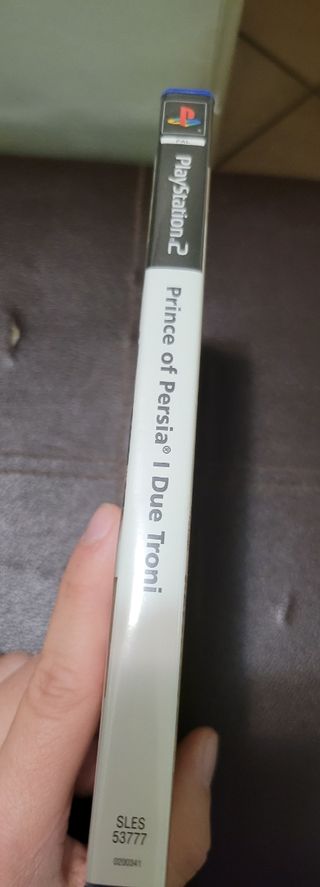 PAL
PlayStation®2
Prince of Persia® I Due Troni
SLES
53777
0200341